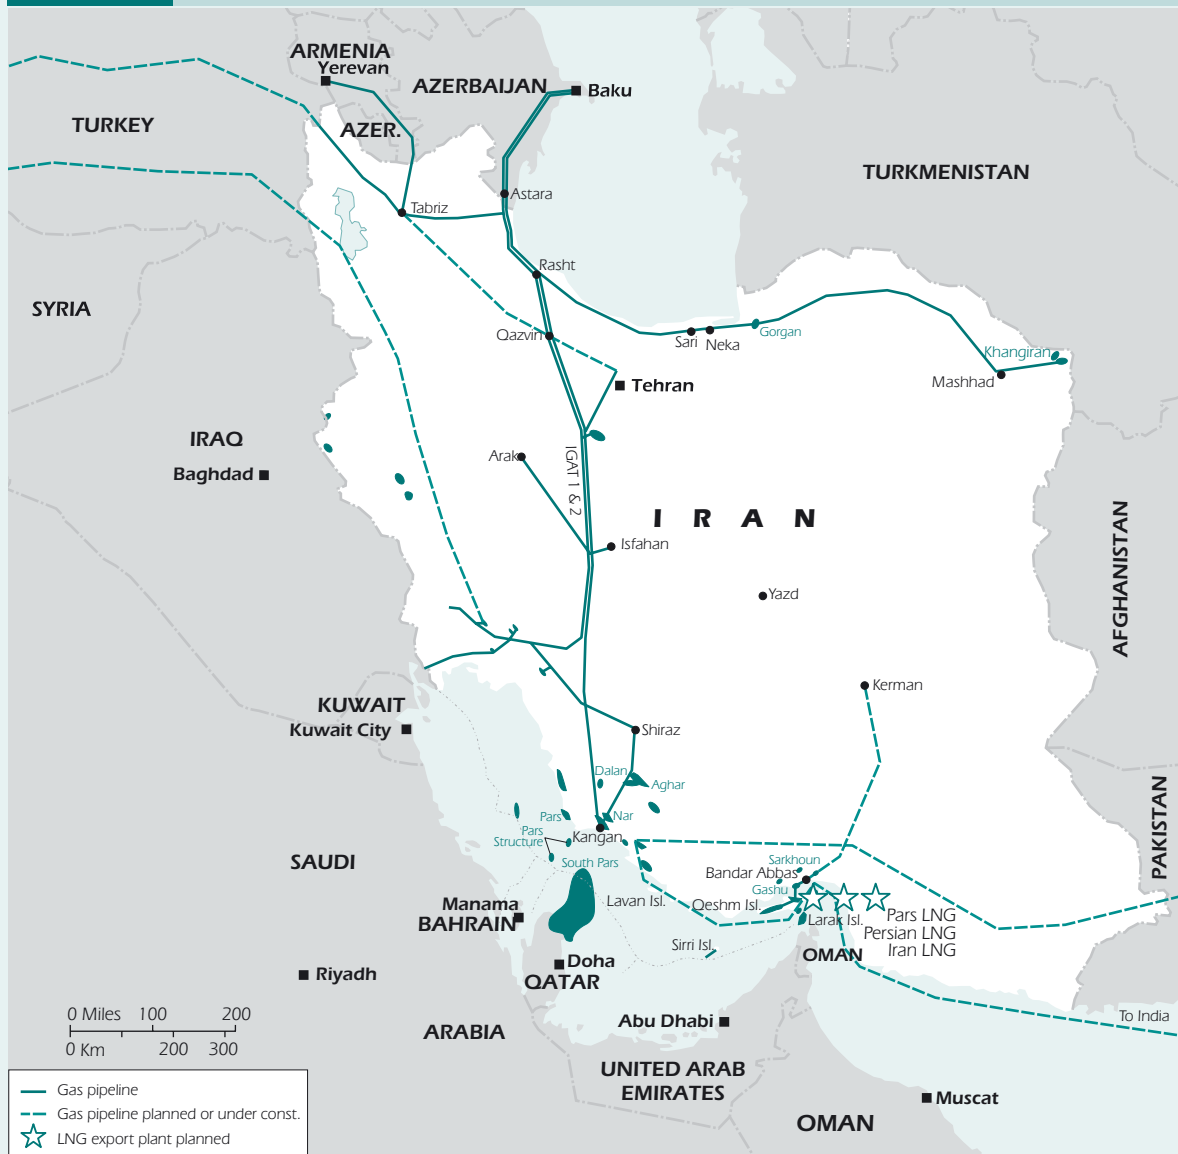 ARMENIA
Yerevan
AZERBAIJAN
Baku
TURKEY
AZER.
TURKMENISTAN
Astara
Tabriz
Rasht
SYRIA
Qazvin
Sari
Neka
Gorgan
Khangiran
Mashhad
Tehran
IRAQ
Baghdad
Arak
IGAT 1 & 2
IRAN
Isfahan
Yazd
AFGHANISTAN
Kerman
KUWAIT
Kuwait City
Shiraz
Dalan
Aghar
Pars
Nar
Pars
Structure
Kangan
PAKISTAN
SAUDI
South Pars
Sarkhoun
Bandar Abbas
Gashu
Lavan Isl.
Qeshm Isl.
Larak Isl.
Pars LNG
Persian LNG
Iran LNG
Manama
BAHRAIN
Sirri Isl.
OMAN
Doha
QATAR
Riyadh
ARABIA
Abu Dhabi
To India
UNITED ARAB
EMIRATES
Muscat
OMAN
0 Miles 100 200
0 Km 200 300
Gas pipeline
Gas pipeline planned or under const.
LNG export plant planned